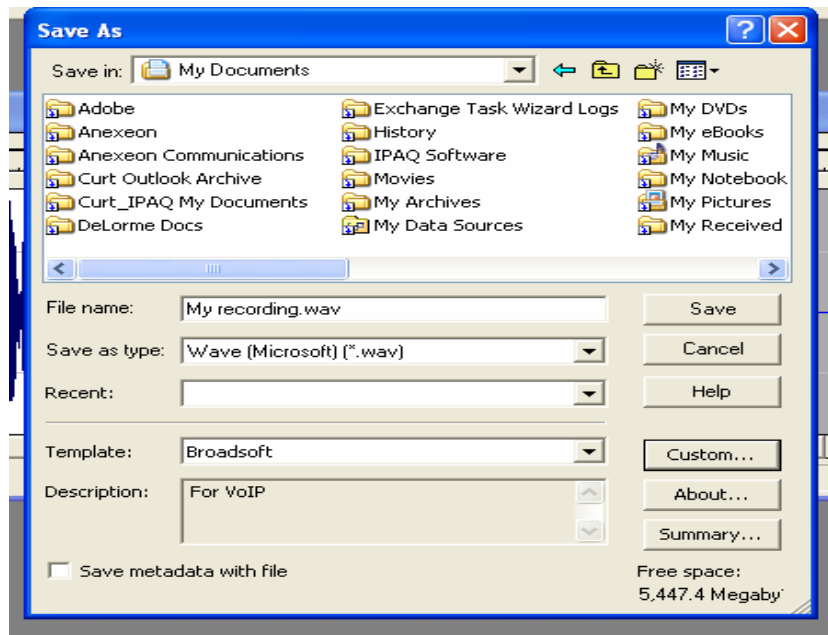 Save As
Save in: My Documents
Adobe Exchange Task Wizard Logs My DVDs
Anexeon History My eBooks
Anexeon Communications IPAQ Software My Music
Curt Outlook Archive Movies My Notebook
Curt_IPAQ My Documents My Archives My Pictures
DeLorme Docs My Data Sources My Received
File name: My recording.wav Save
Save as type: Wave (Microsoft) (*.wav) Cancel
Recent: Help
Template: Broadsoft Custom...
Description: For VoIP About...
Summary...
Save metadata with file Free space:
5,447.4 Megaby